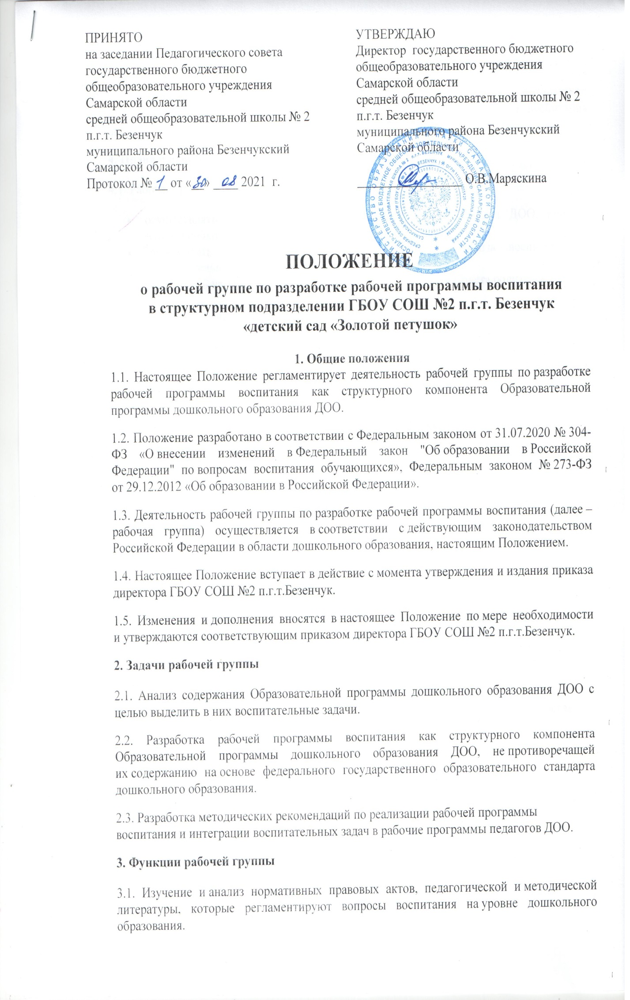 ПРИНЯТО
на заседании Педагогического совета
государственного бюджетного
общеобразовательного учреждения
Самарской области
средней общеобразовательной школы № 2
п.г.т. Безенчук
муниципального района Безенчукский
Самарской области
Протокол № 1 от «30» 08 2021 г.
УТВЕРЖДАЮ
Директор государственного бюджетного
общеобразовательного учреждения
Самарской области
средней общеобразовательной школы № 2
п.г.т. Безенчук
муниципального района Безенчукский
Самарской области
О.В.Маряскина
ПОЛОЖЕНИЕ
о рабочей группе по разработке рабочей программы воспитания
в структурном подразделении ГБОУ СОШ №2 п.г.т. Безенчук
«детский сад «Золотой петушок»
1. Общие положения
1.1. Настоящее Положение регламентирует деятельность рабочей группы по разработке
рабочей программы воспитания как структурного компонента Образовательной
программы дошкольного образования ДОО.
1.2. Положение разработано в соответствии с Федеральным законом от 31.07.2020 № 304-
ФЗ «О внесении изменений в Федеральный закон "Об образовании в Российской
Федерации" по вопросам воспитания обучающихся», Федеральным законом № 273-ФЗ
от 29.12.2012 «Об образовании в Российской Федерации».
1.3. Деятельность рабочей группы по разработке рабочей программы воспитания (далее –
рабочая группа) осуществляется в соответствии с действующим законодательством
Российской Федерации в области дошкольного образования, настоящим Положением.
1.4. Настоящее Положение вступает в действие с момента утверждения и издания приказа
директора ГБОУ СОШ №2 п.г.т.Безенчук.
1.5. Изменения и дополнения вносятся в настоящее Положение по мере необходимости
и утверждаются соответствующим приказом директора ГБОУ СОШ №2 п.г.т.Безенчук.
2. Задачи рабочей группы
2.1. Анализ содержания Образовательной программы дошкольного образования ДОО с
целью выделить в них воспитательные задачи.
2.2. Разработка рабочей программы воспитания как структурного компонента
Образовательной программы дошкольного образования ДОО, не противоречащей
их содержанию на основе федерального государственного образовательного стандарта
дошкольного образования.
2.3. Разработка методических рекомендаций по реализации рабочей программы
воспитания и интеграции воспитательных задач в рабочие программы педагогов ДОО.
3. Функции рабочей группы
3.1. Изучение и анализ нормативных правовых актов, педагогической и методической
литературы, которые регламентируют вопросы воспитания на уровне дошкольного
образования.